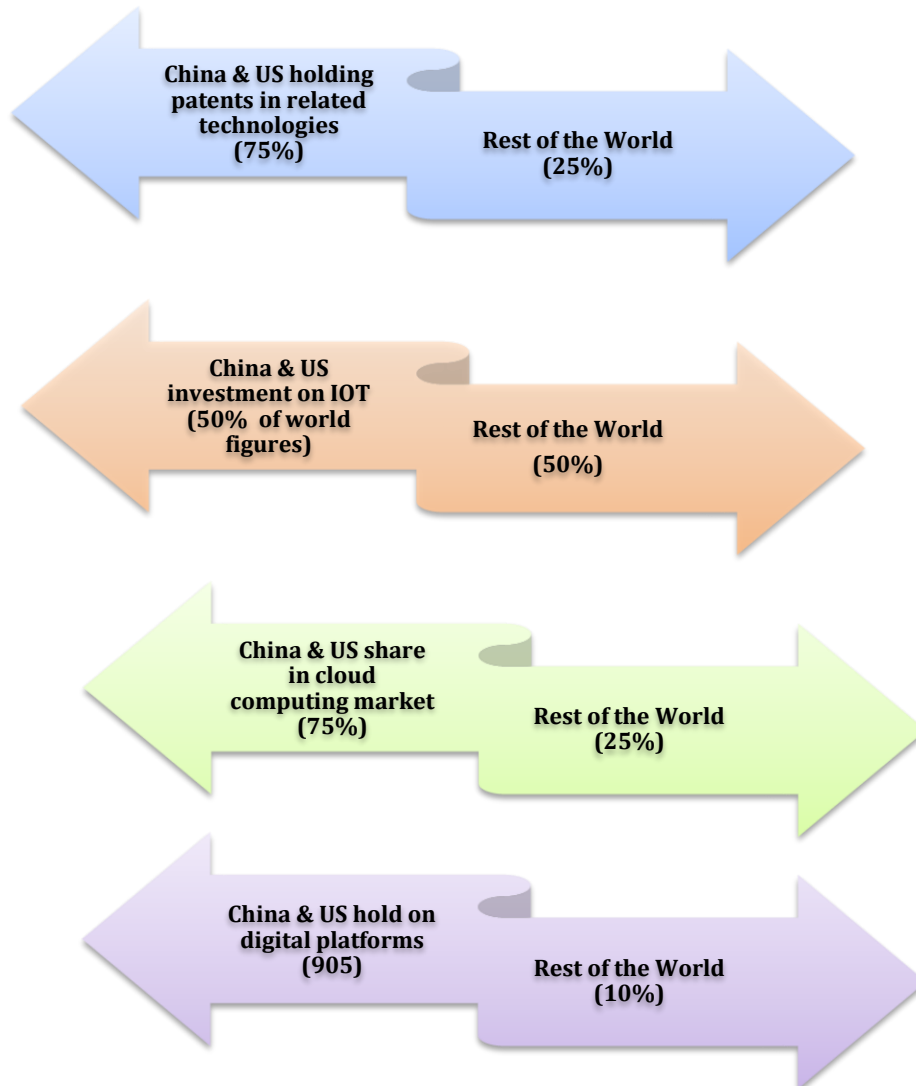 China & US holding
patents in related
technologies
(75%)
Rest of the World
(25%)
China & US
investment on IOT
(50% of world
figures)
Rest of the World
(50%)
China & US share
in cloud
computing market
(75%)
Rest of the World
(25%)
China & US hold on
digital platforms
(905)
Rest of the World
(10%)